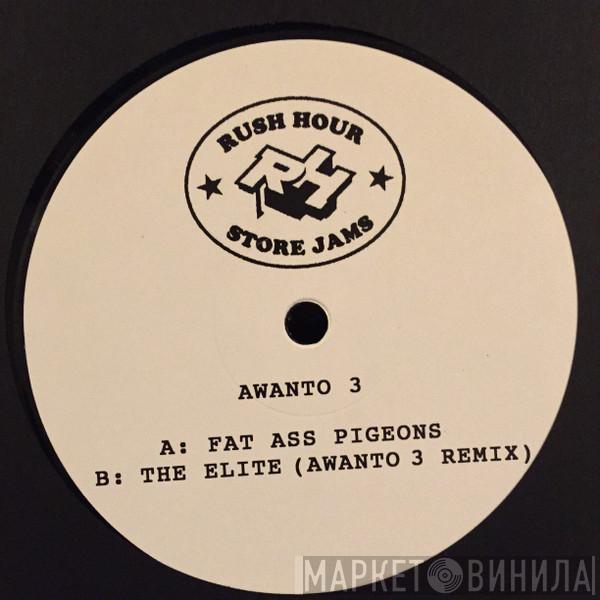 RUSH HOUR
RH
STORE JAMS
AWANTO 3
A: FAT ASS PIGEONS
B: THE ELITE (AWANTO 3 REMIX)
МАРКЕТ ВИНИЛА